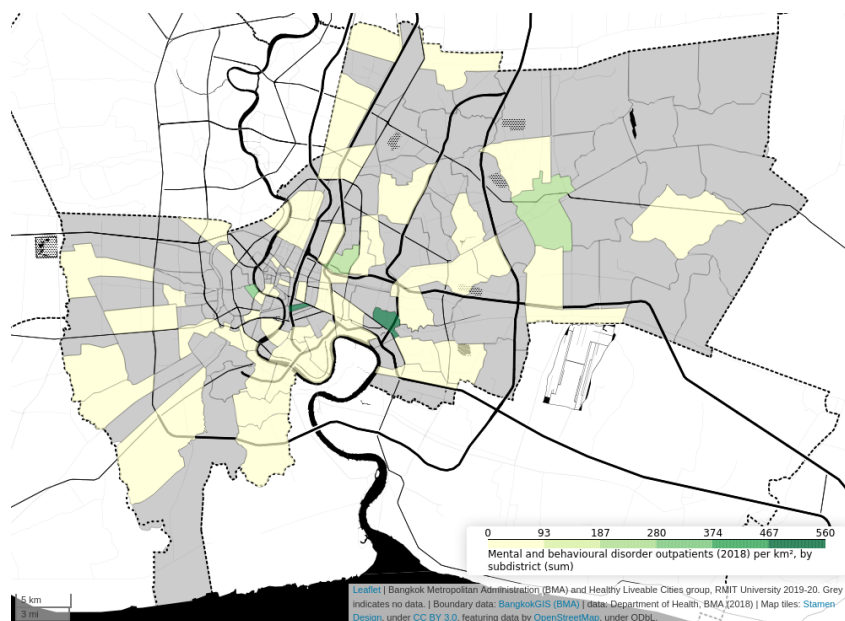 0 93 187 280 374 467 560
Mental and behavioural disorder outpatients (2018) per km², by
subdistrict (sum)
5 km
3 mi
Leaflet | Bangkok Metropolitan Administration (BMA) and Healthy Liveable Cities group, RMIT University 2019-20. Grey
indicates no data. | Boundary data: BangkokGIS (BMA) | data: Department of Health, BMA (2018) | Map tiles: Stamen
Design, under CC BY 3.0, featuring data by OpenStreetMap, under ODbL.